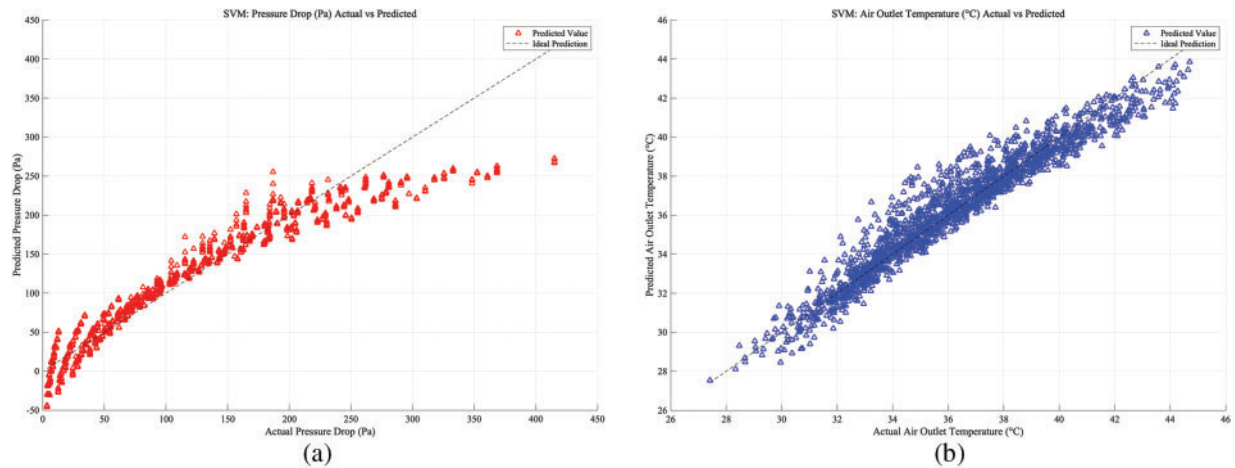 SVM: Pressure Drop (Pa) Actual vs Predicted
450
400
350
300
250
200
150
100
50
0
-50
Predicted Pressure Drop (Pa)
Predicted Value
Ideal Prediction
0 50 100 150 200 250 300 350 400 450
Actual Pressure Drop (Pa)
(a)
SVM: Air Outlet Temperature (°C) Actual vs Predicted
46
44
42
40
38
36
34
32
30
28
26
Predicted Air Outlet Temperature (°C)
Predicted Value
Ideal Prediction
26 28 30 32 34 36 38 40 42 44 46
Actual Air Outlet Temperature (°C)
(b)